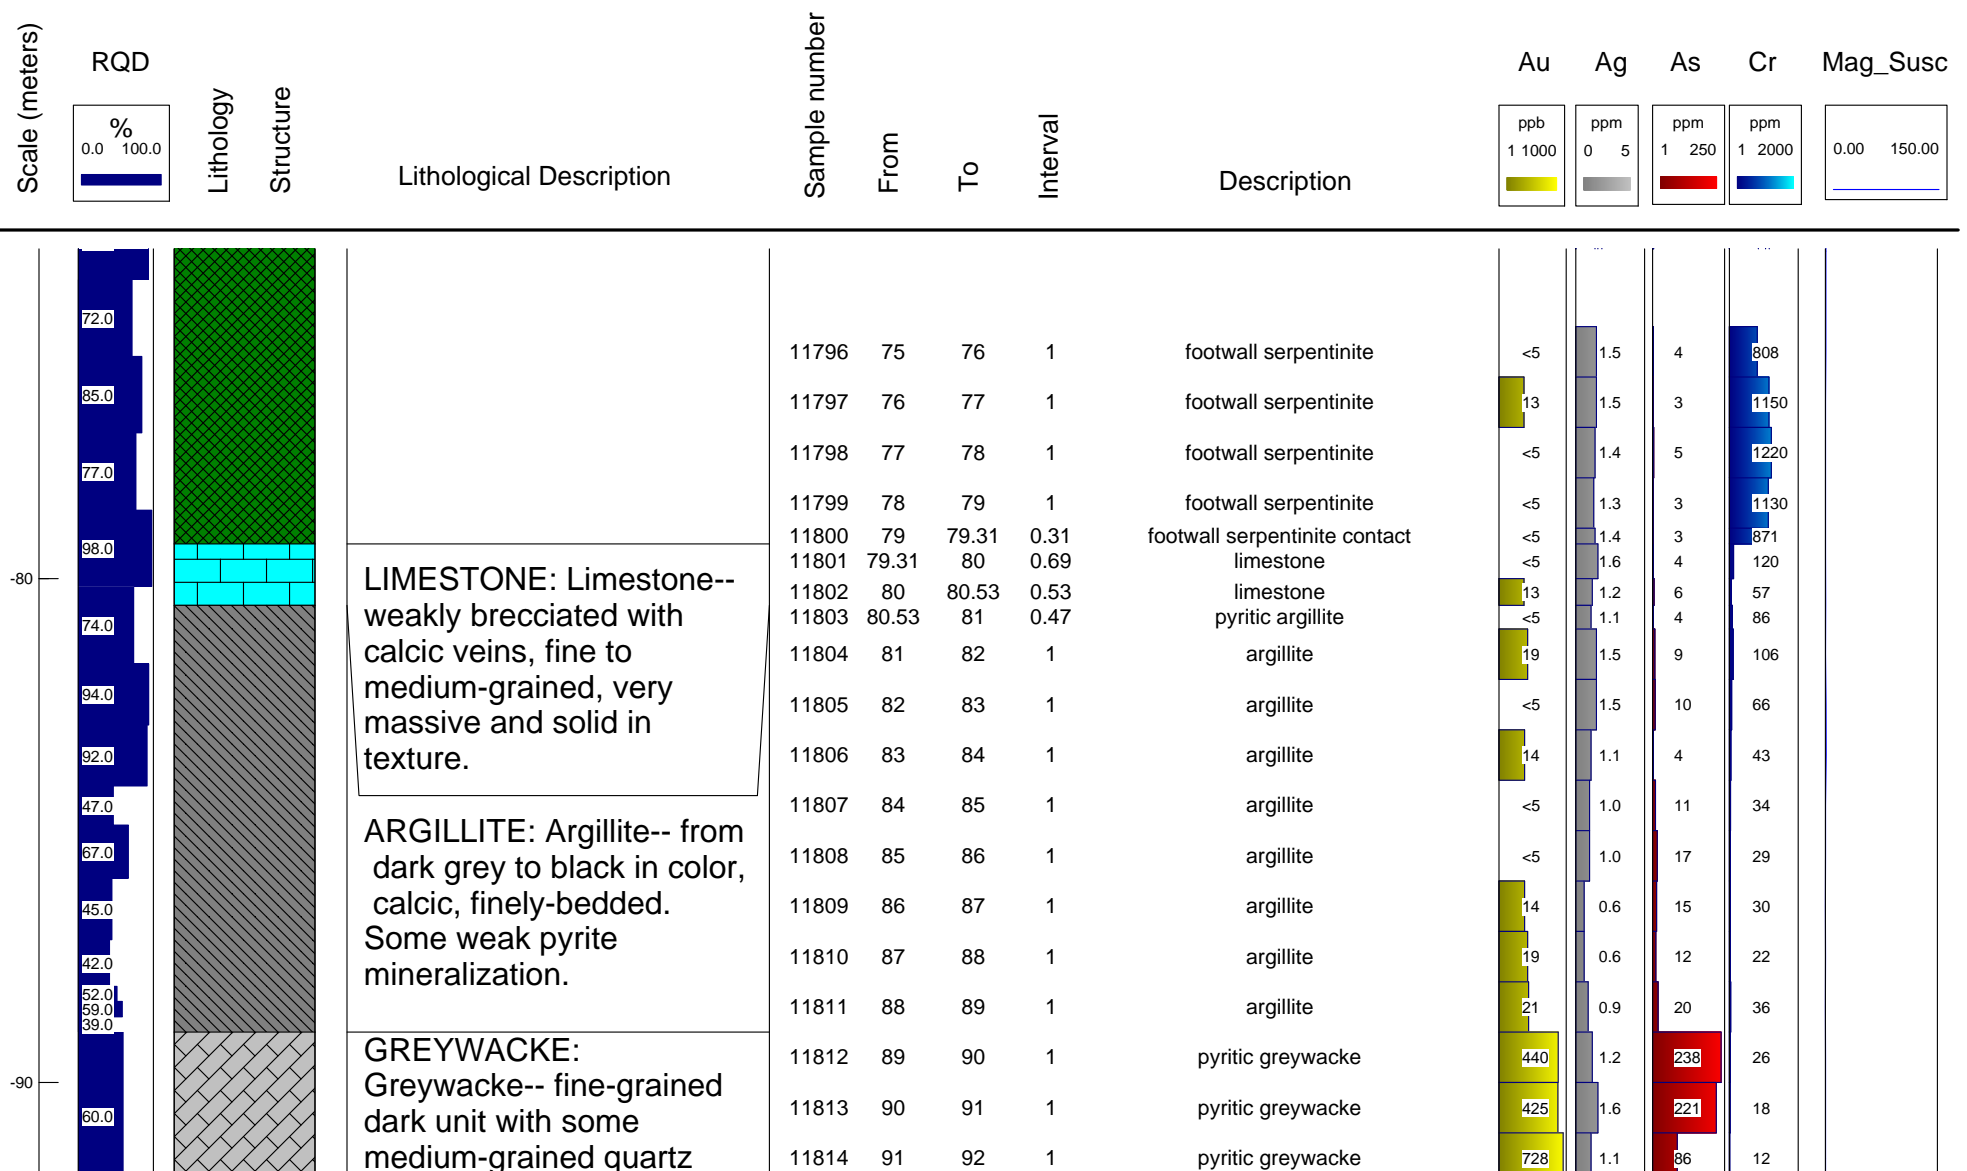 Scale (meters)
RQD
%
0.0 100.0
Lithology
Structure
Lithological Description
Sample number
From
To
Interval
Description
Au
ppb
1 1000
Ag
ppm
0 5
As
ppm
1 250
Cr
ppm
1 2000
Mag_Susc
0.00 150.00
72.0
85.0
77.0
98.0
74.0
94.0
92.0
47.0
67.0
45.0
42.0
52.0
59.0
39.0
60.0
-80
-90
LIMESTONE: Limestone--
weakly brecciated with
calcic veins, fine to
medium-grained, very
massive and solid in
texture.
ARGILLITE: Argillite-- from
dark grey to black in color,
calcic, finely-bedded.
Some weak pyrite
mineralization.
GREYWACKE:
Greywacke-- fine-grained
dark unit with some
medium-grained quartz
11796 75 76 1 footwall serpentinite <5 1.5 4 808
11797 76 77 1 footwall serpentinite 13 1.5 3 1150
11798 77 78 1 footwall serpentinite <5 1.4 5 1220
11799 78 79 1 footwall serpentinite <5 1.3 3 1130
11800 79 79.31 0.31 footwall serpentinite contact <5 1.4 3 871
11801 79.31 80 0.69 limestone <5 1.6 4 120
11802 80 80.53 0.53 limestone 13 1.2 6 57
11803 80.53 81 0.47 pyritic argillite <5 1.1 4 86
11804 81 82 1 argillite 19 1.5 9 106
11805 82 83 1 argillite <5 1.5 10 66
11806 83 84 1 argillite 14 1.1 4 43
11807 84 85 1 argillite <5 1.0 11 34
11808 85 86 1 argillite <5 1.0 17 29
11809 86 87 1 argillite 14 0.6 15 30
11810 87 88 1 argillite 19 0.6 12 22
11811 88 89 1 argillite 21 0.9 20 36
11812 89 90 1 pyritic greywacke 440 1.2 238 26
11813 90 91 1 pyritic greywacke 425 1.6 221 18
11814 91 92 1 pyritic greywacke 728 1.1 86 12